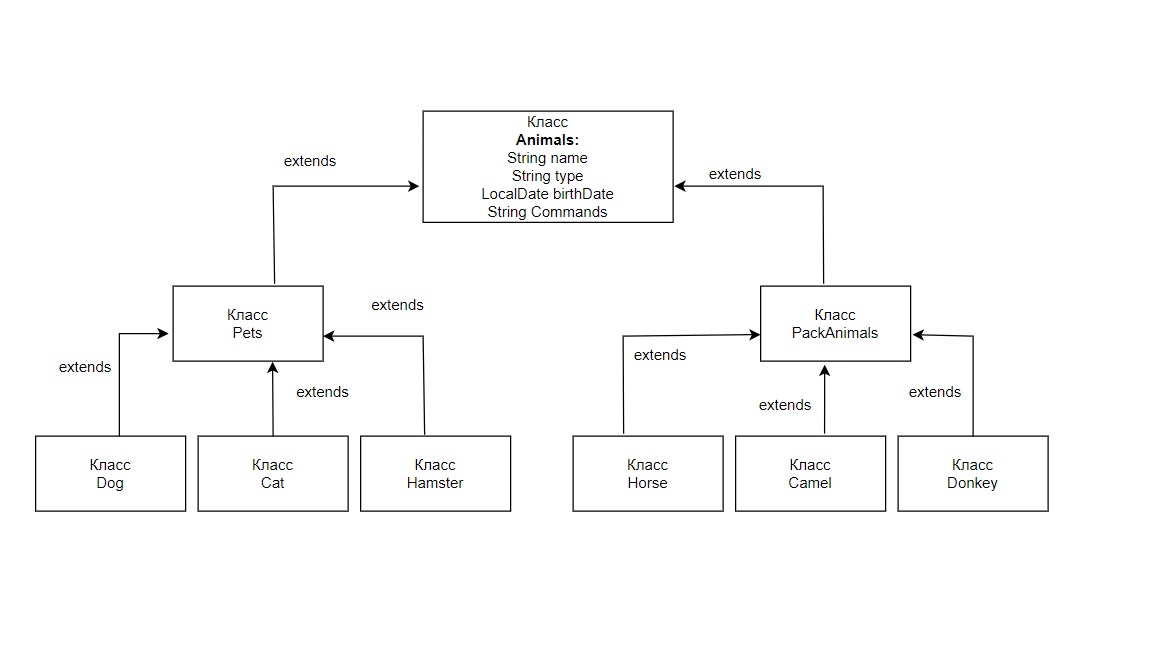 Класс
Animals:
String name
String type
LocalDate birthDate
String Commands
extends
extends
Класс
Pets
extends
Класс
PackAnimals
extends
extends
extends
extends
extends
Класс
Dog
Класс
Cat
Класс
Hamster
Класс
Horse
Класс
Camel
Класс
Donkey